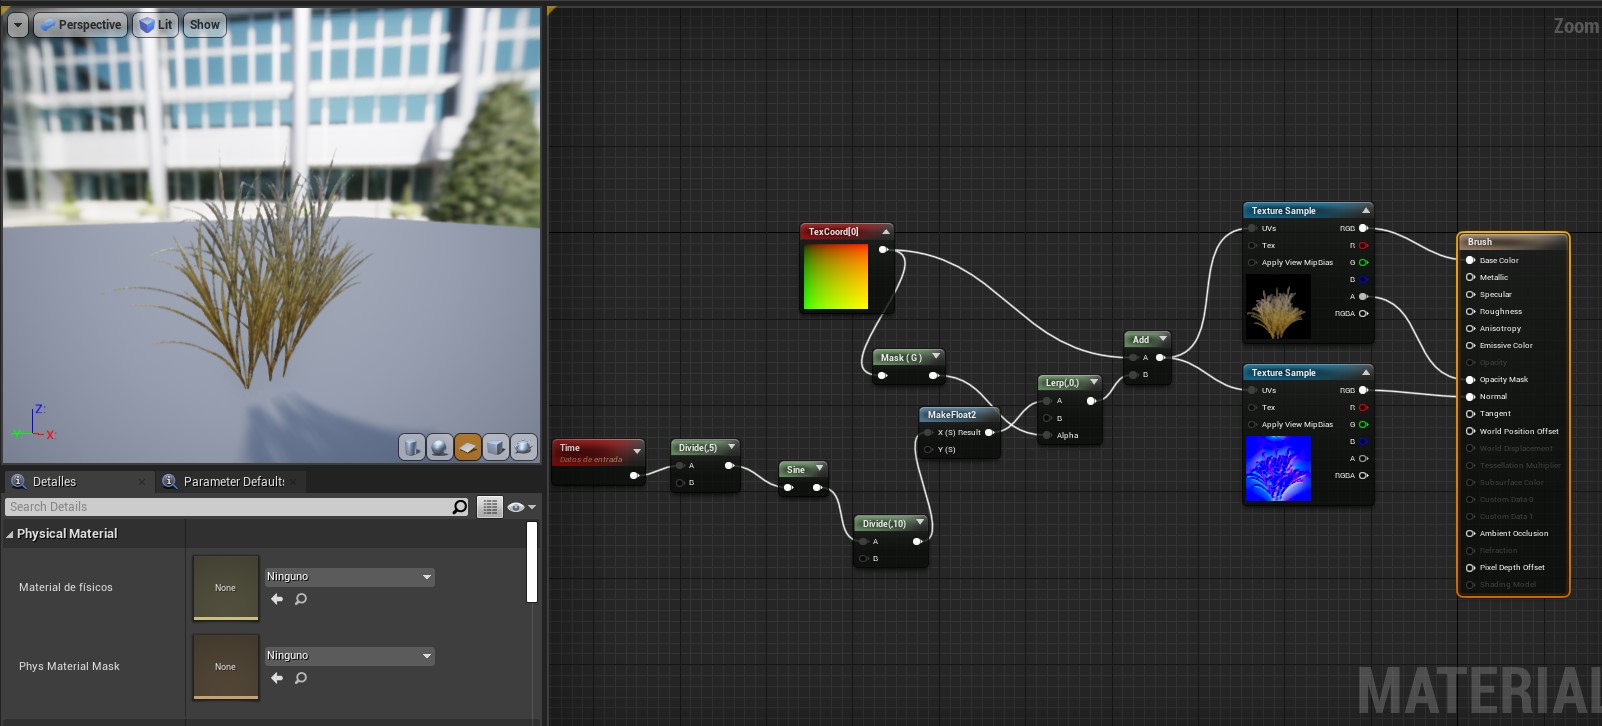 Perspective
Lit
Show
Z:
X:
Detalles
Parameter Defaults
Search Details
Physical Material
Material de físicos
None
Ninguno
Phys Material Mask
None
Ninguno
Zoom
TexCoord[0]
Mask ( G )
Time
Datos de entrada
Divide(,5)
A
B
Sine
Divide(,10)
A
B
MakeFloat2
X (S) Result
Y (S)
Lerp(,0,)
A
B
Alpha
Add
A
B
Texture Sample
UVs RGB
Tex R
Apply View MipBias G
B
A
RGBA
Texture Sample
UVs RGB
Tex R
Apply View MipBias G
B
A
RGBA
Brush
Base Color
Metallic
Specular
Roughness
Anisotropy
Emissive Color
Opacity
Opacity Mask
Normal
Tangent
World Position Offset
World Displacement
Tessellation Multiplier
Subsurface Color
Custom Data 0
Custom Data 1
Ambient Occlusion
Refraction
Pixel Depth Offset
Shading Model
MATERIAL